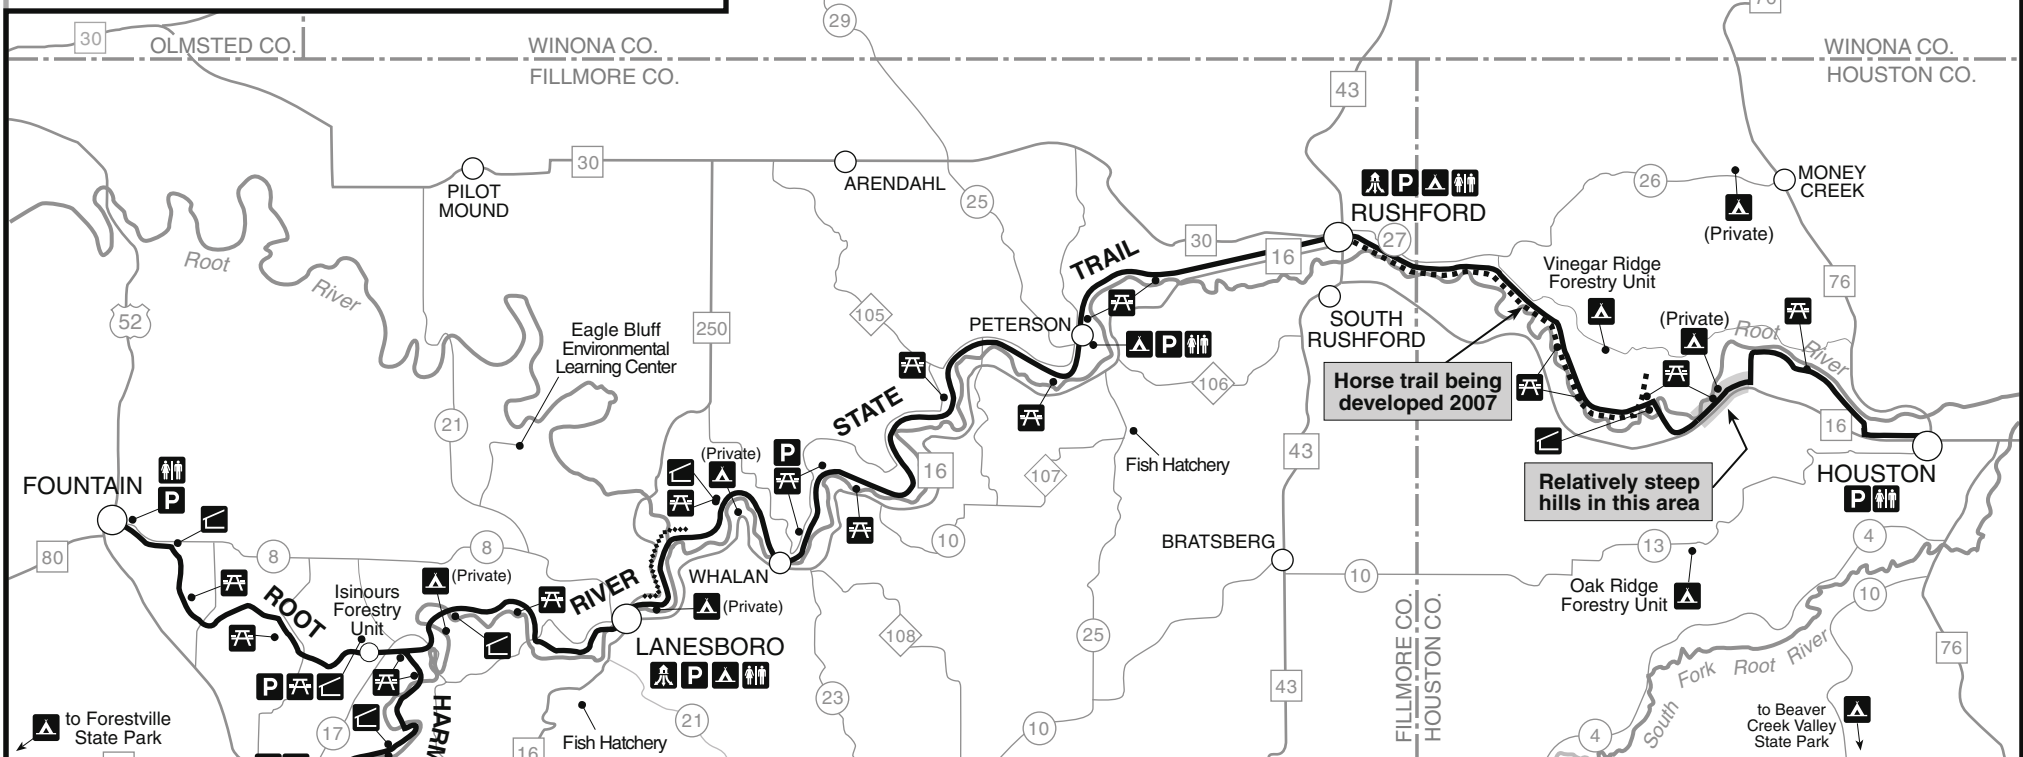 29
76
30
OLMSTED CO.
WINONA CO.
WINONA CO.
FILLMORE CO.
HOUSTON CO.
43
30
PILOT
MOUND
ARENDAHL
25
RUSHFORD
P
27
26
MONEY
CREEK
(Private)
Root
River
TRAIL
30
16
Vinegar Ridge
Forestry Unit
76
52
Eagle Bluff
Environmental
Learning Center
250
105
PETERSON
P
SOUTH
RUSHFORD
(Private)
Root
River
106
Horse trail being
developed 2007
21
STATE
16
107
Fish Hatchery
43
16
HOUSTON
P
Relatively steep
hills in this area
FOUNTAIN
P
(Private)
P
80
8
8
10
BRATSBERG
10
13
4
Oak Ridge
Forestry Unit
10
ROOT
Isinours
Forestry
Unit
(Private)
RIVER
WHALAN
(Private)
LANESBORO
P
108
25
FILLMORE CO.
HOUSTON CO.
South
Fork
Root
River
76
P
HARM
to Forestville
State Park
17
21
23
10
43
4
Fish Hatchery
16
to Beaver
Creek Valley
State Park